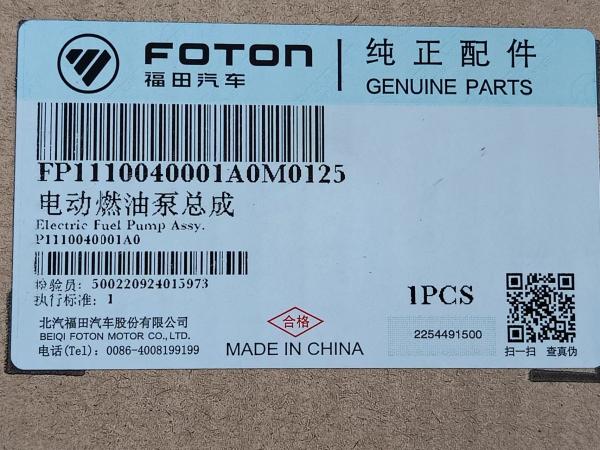 FOTON
福田汽车
纯正配件
GENUINE PARTS
FP1110040001A0M0125
电动燃油泵总成
Electric Fuel Pump Assy.
P1110040001A0
检验员: 500220924015973
执行标准: 1
1PCS
北汽福田汽车股份有限公司
BEIQI FOTON MOTOR CO., LTD.
电话(Tel): 0086-4008199199
合格
MADE IN CHINA
2254491500
扫一扫 查真伪